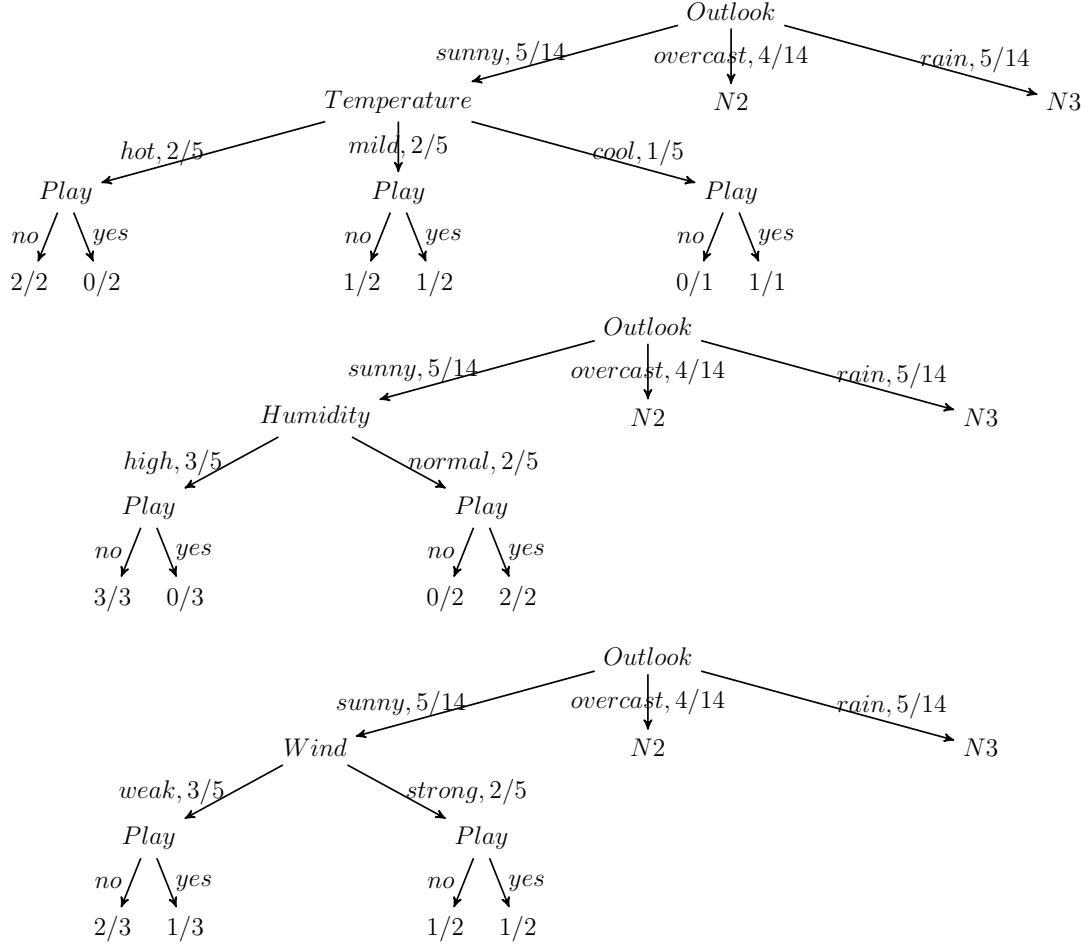 Outlook
sunny, 5/14 overcast, 4/14 rain, 5/14
Temperature N2 N3
hot, 2/5 mild, 2/5 cool, 1/5
Play Play Play
no yes no yes no yes
2/2 0/2 1/2 1/2 0/1 1/1
Outlook
sunny, 5/14 overcast, 4/14 rain, 5/14
Humidity N2 N3
high, 3/5 normal, 2/5
Play Play
no yes no yes
3/3 0/3 0/2 2/2
Outlook
sunny, 5/14 overcast, 4/14 rain, 5/14
Wind N2 N3
weak, 3/5 strong, 2/5
Play Play
no yes no yes
2/3 1/3 1/2 1/2